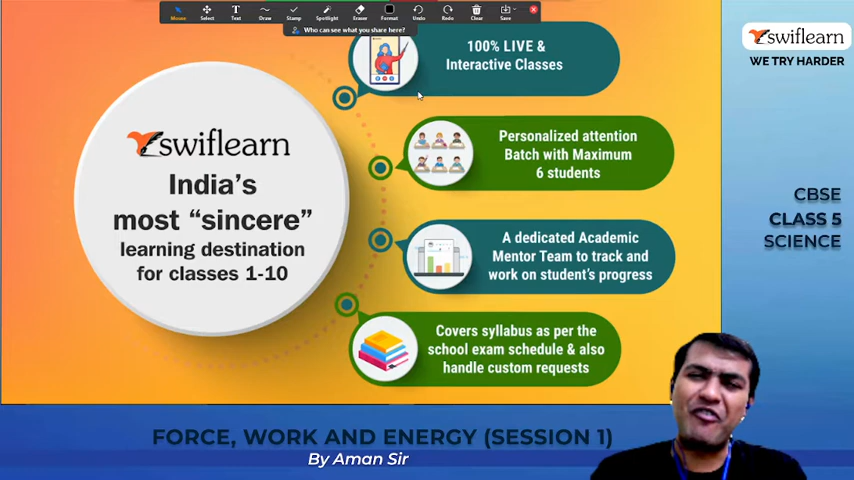 Mouse Select Text Draw Stamp Spotlight Eraser Format Undo Redo Clear Save
Who can see what you share here?
swiflearn
WE TRY HARDER
swiflearn
India's
most “sincere”
learning destination
for classes 1-10
100% LIVE &
Interactive Classes
Personalized attention
Batch with Maximum
6 students
A dedicated Academic
Mentor Team to track and
work on student's progress
Covers syllabus as per the
school exam schedule & also
handle custom requests
CBSE
CLASS 5
SCIENCE
FORCE, WORK AND ENERGY (SESSION 1)
By Aman Sir